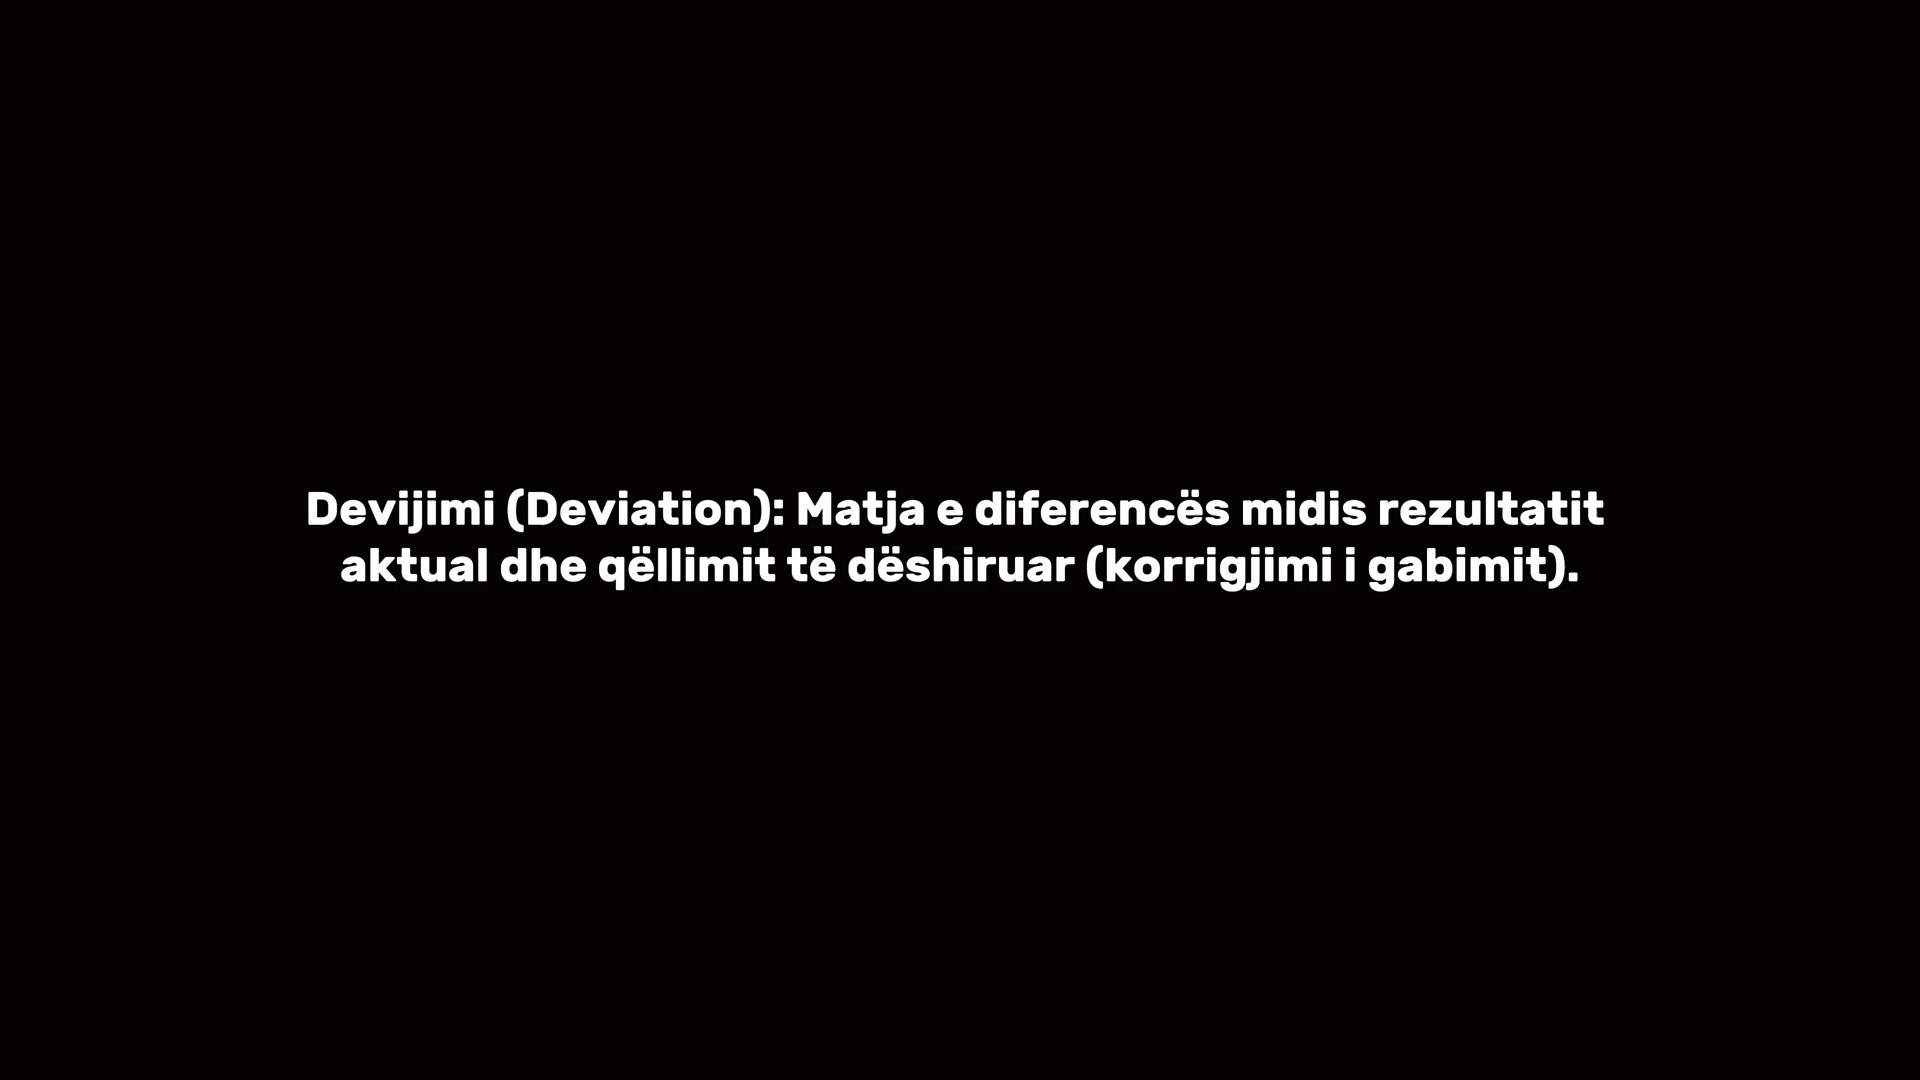 Devijimi (Deviation): Matja e diferencës midis rezultatit
aktual dhe qëllimit të dëshiruar (korrigjimi i gabimit).